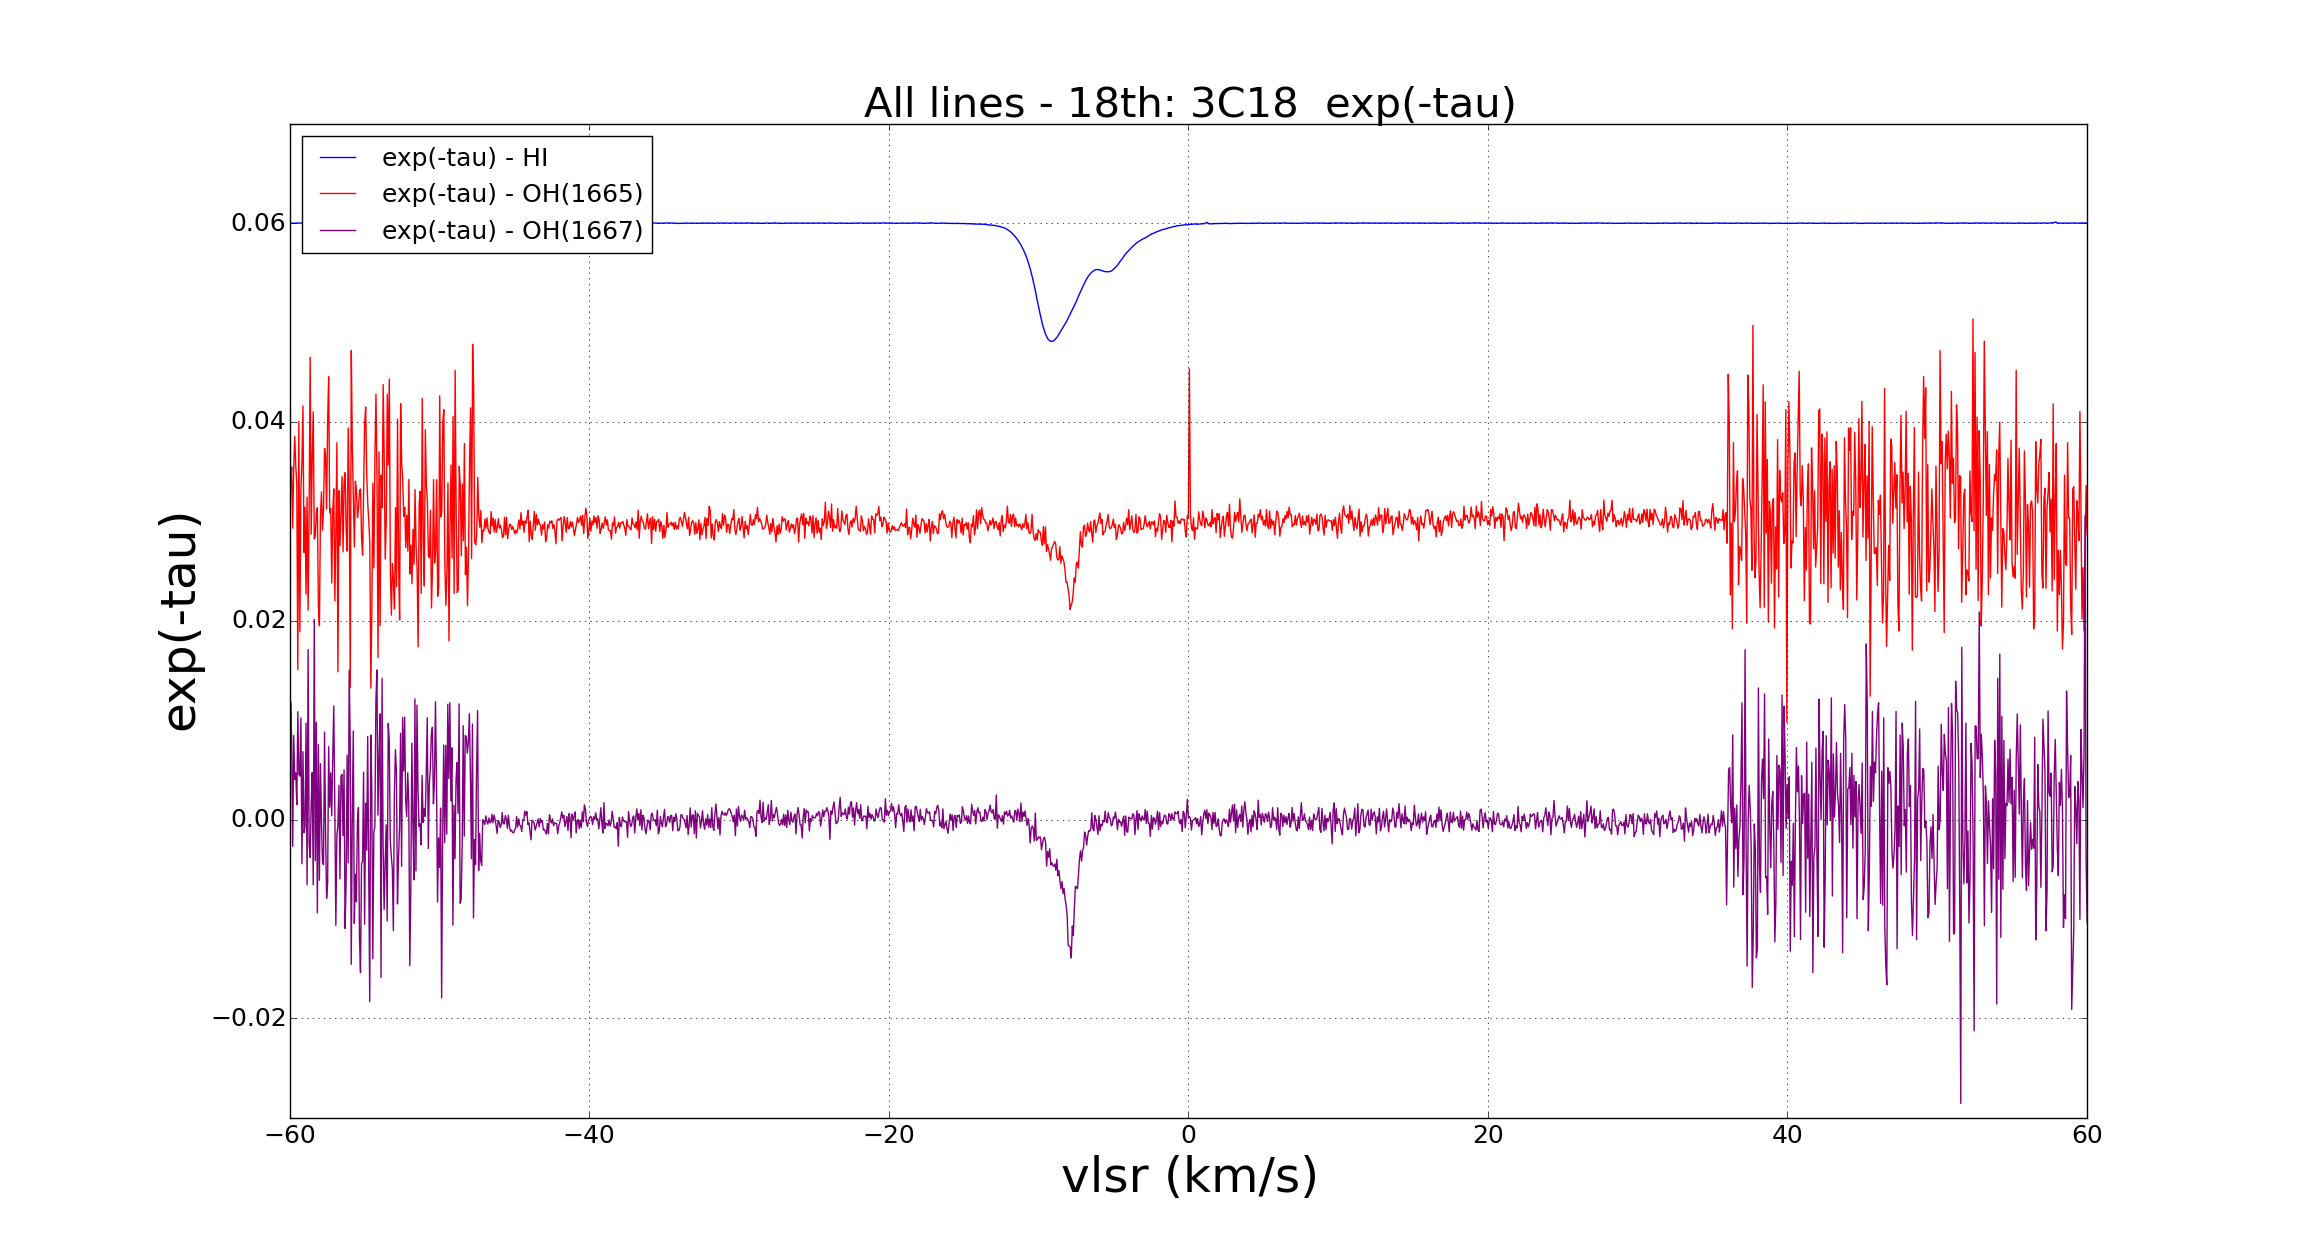 All lines - 18th: 3C18  exp(-tau)
exp(-tau) - HI
exp(-tau) - OH(1665)
exp(-tau) - OH(1667)
exp(-tau)
0.06
0.04
0.02
0.00
−0.02
−60
−40
−20
0
20
40
60
vlsr (km/s)